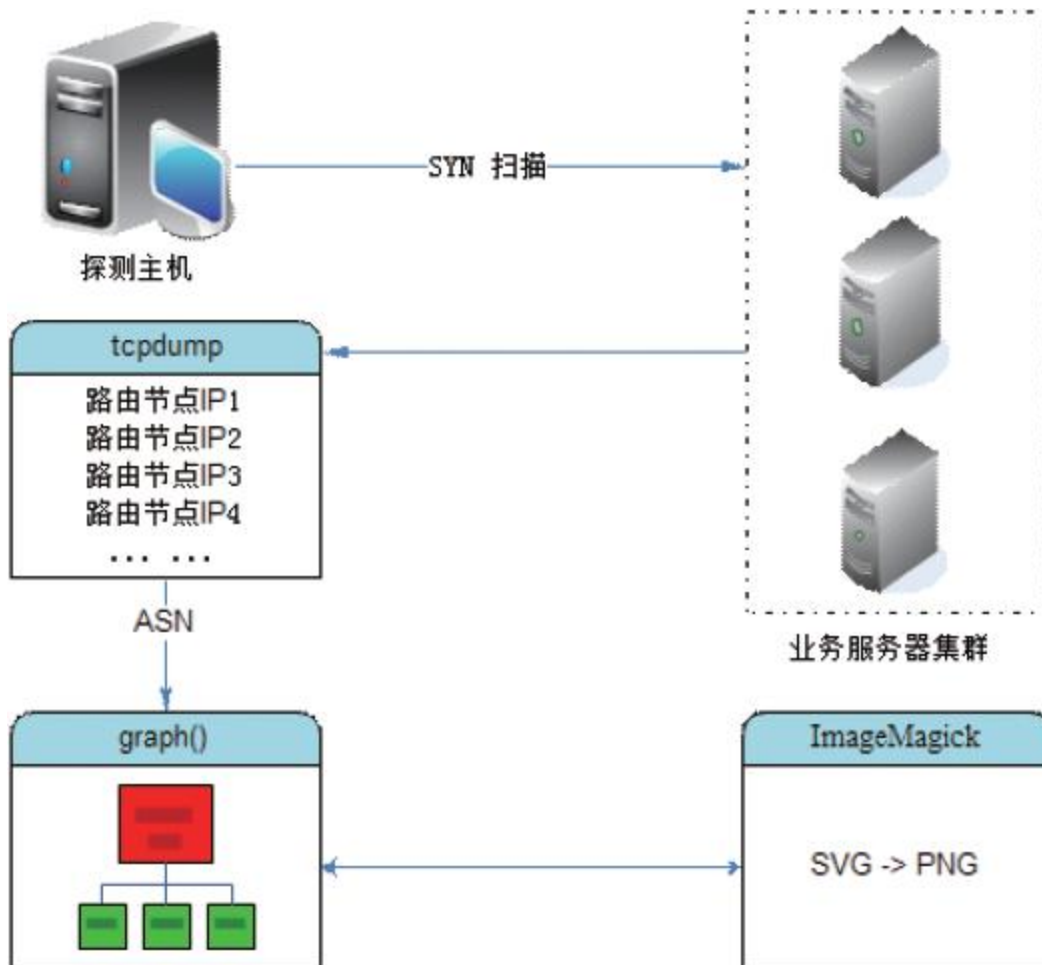 SYN 扫描
探测主机
tcpdump
路由节点IP1
路由节点IP2
路由节点IP3
路由节点IP4
... ...
ASN
业务服务器集群
graph()
ImageMagick
SVG -> PNG